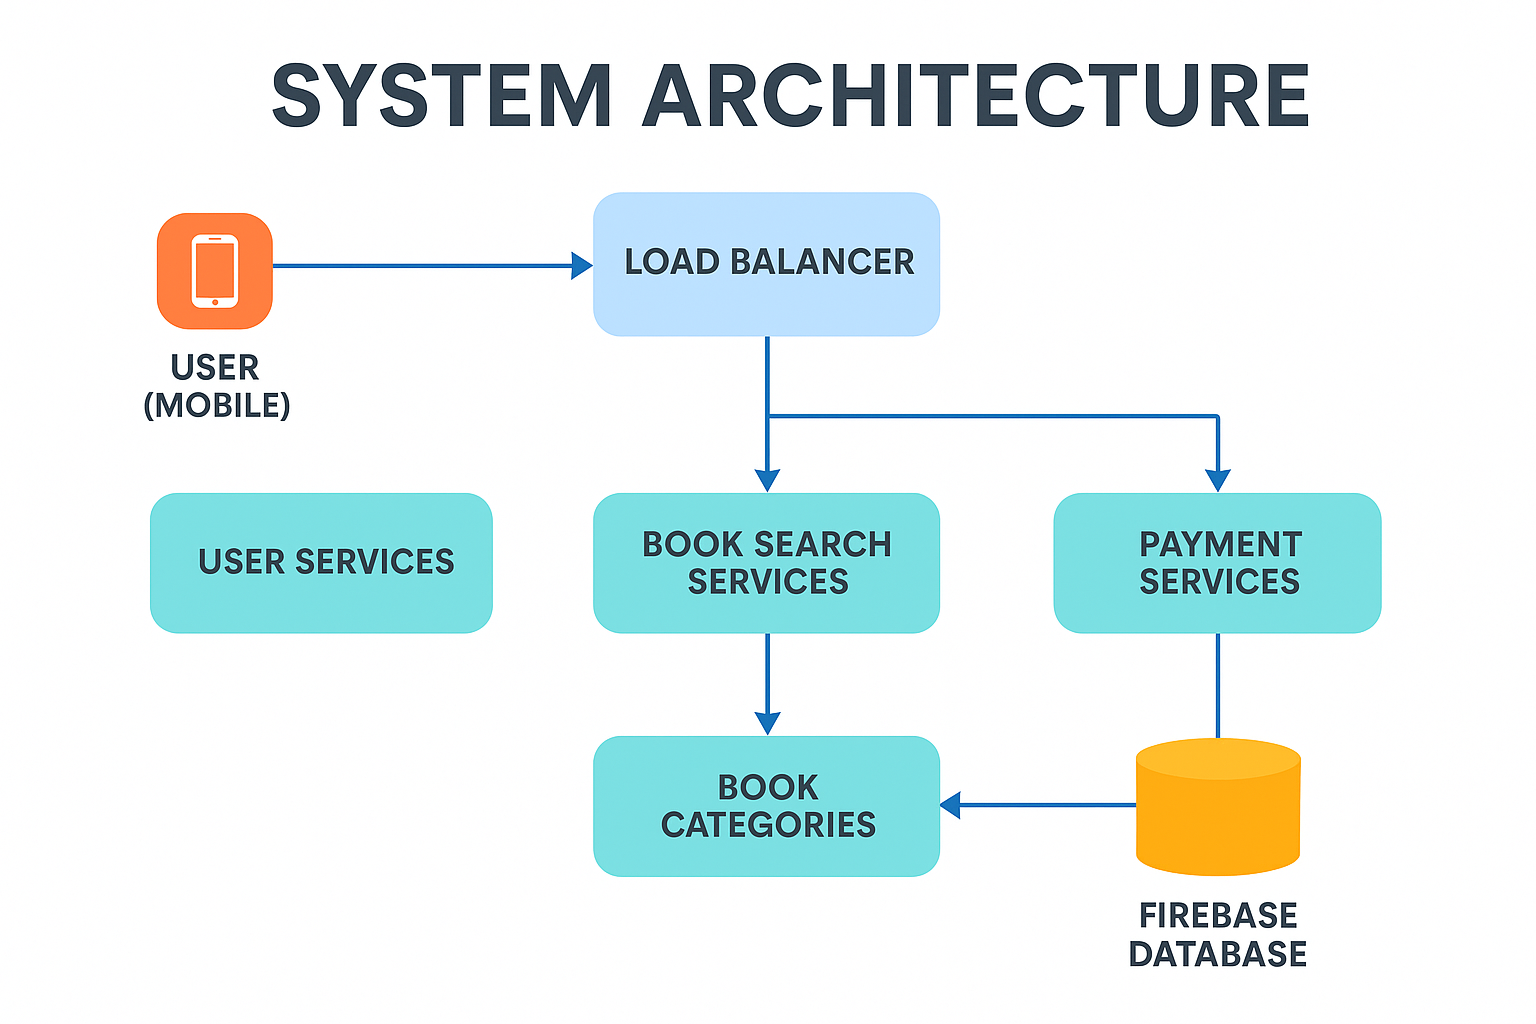 SYSTEM ARCHITECTURE
LOAD BALANCER
USER
(MOBILE)
USER SERVICES
BOOK SEARCH
SERVICES
PAYMENT
SERVICES
BOOK
CATEGORIES
FIREBASE
DATABASE